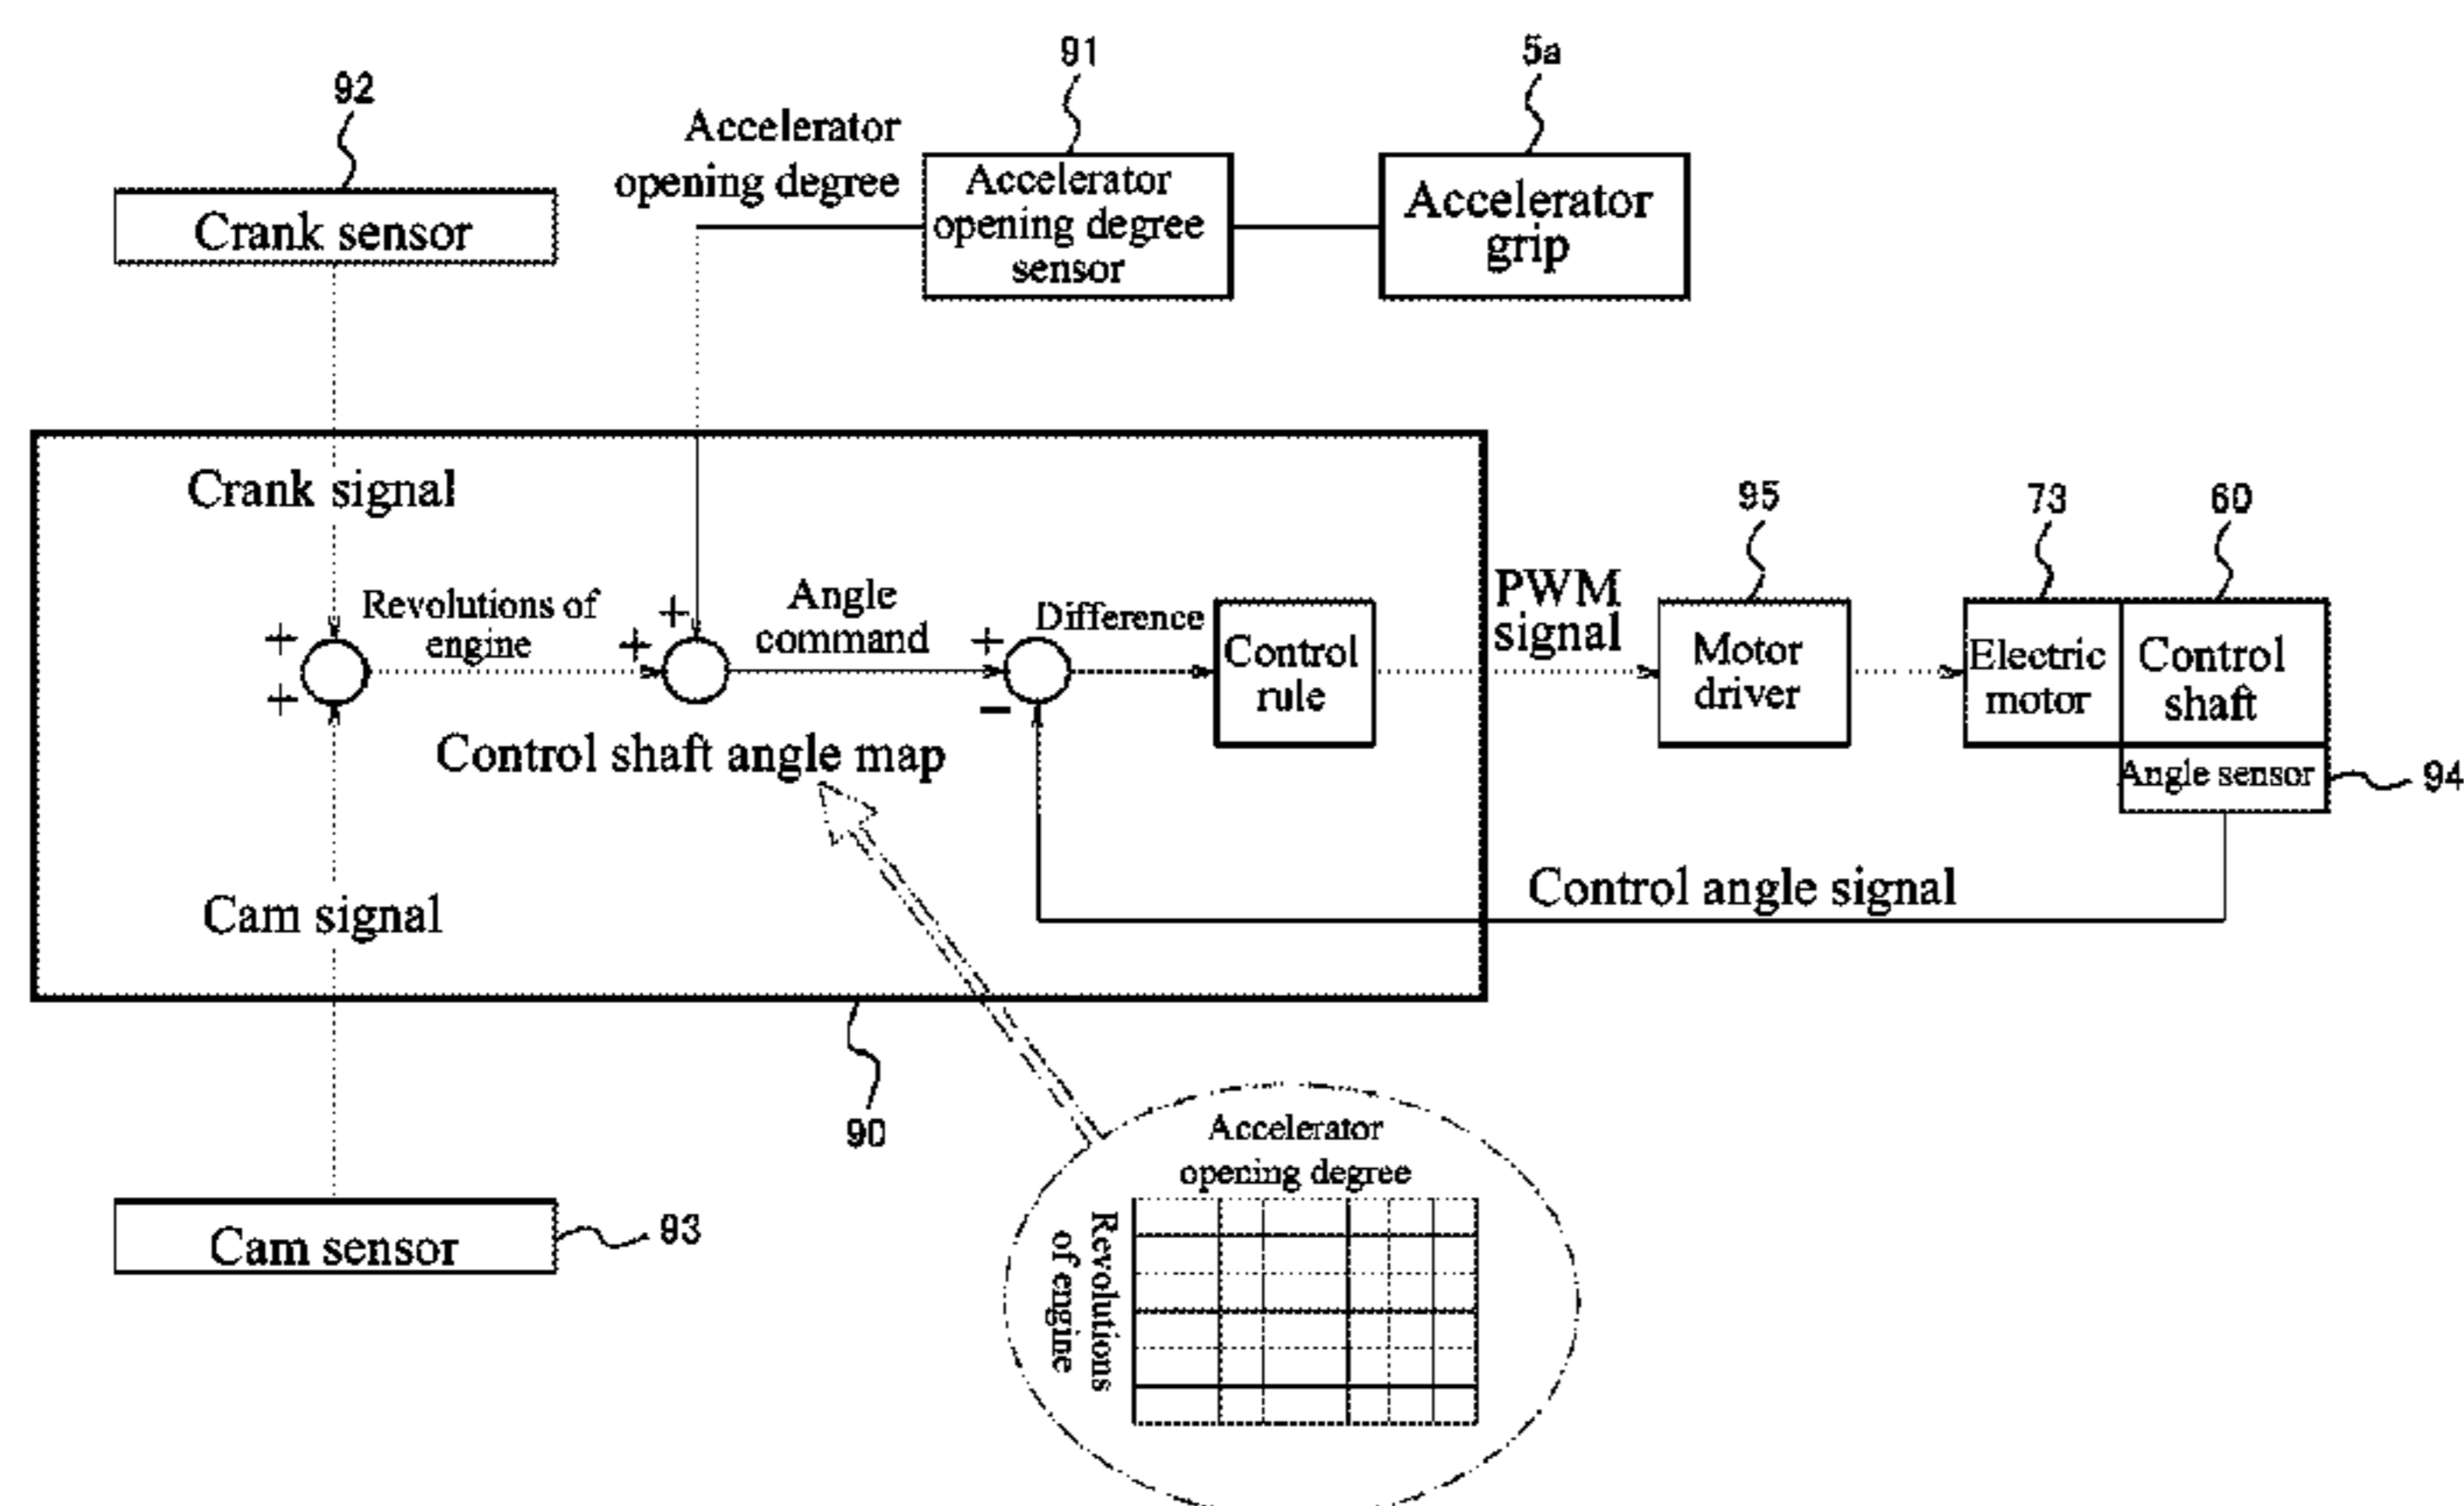 92
91
5a
Accelerator
opening degree
Accelerator
opening degree
sensor
Accelerator
grip
Crank sensor
Crank signal
95
73
60
Revolutions of
engine
+
+
+
+
Angle
command
+
−
Difference
Control
rule
PWM
signal
Motor
driver
Electric
motor
Control
shaft
Angle sensor
94
Control shaft angle map
Control angle signal
Cam signal
90
Cam sensor
93
Accelerator
opening degree
Revolutions
of engine